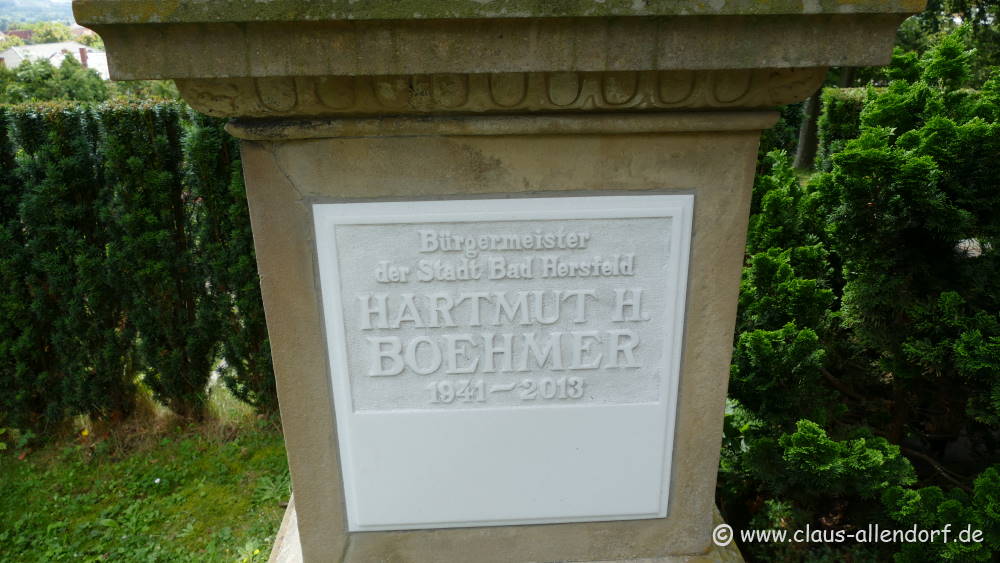 Bürgermeister
der Stadt Bad Hersfeld
HARTMUT H.
BOEHMER
1941–2013
© www.claus-allendorf.de